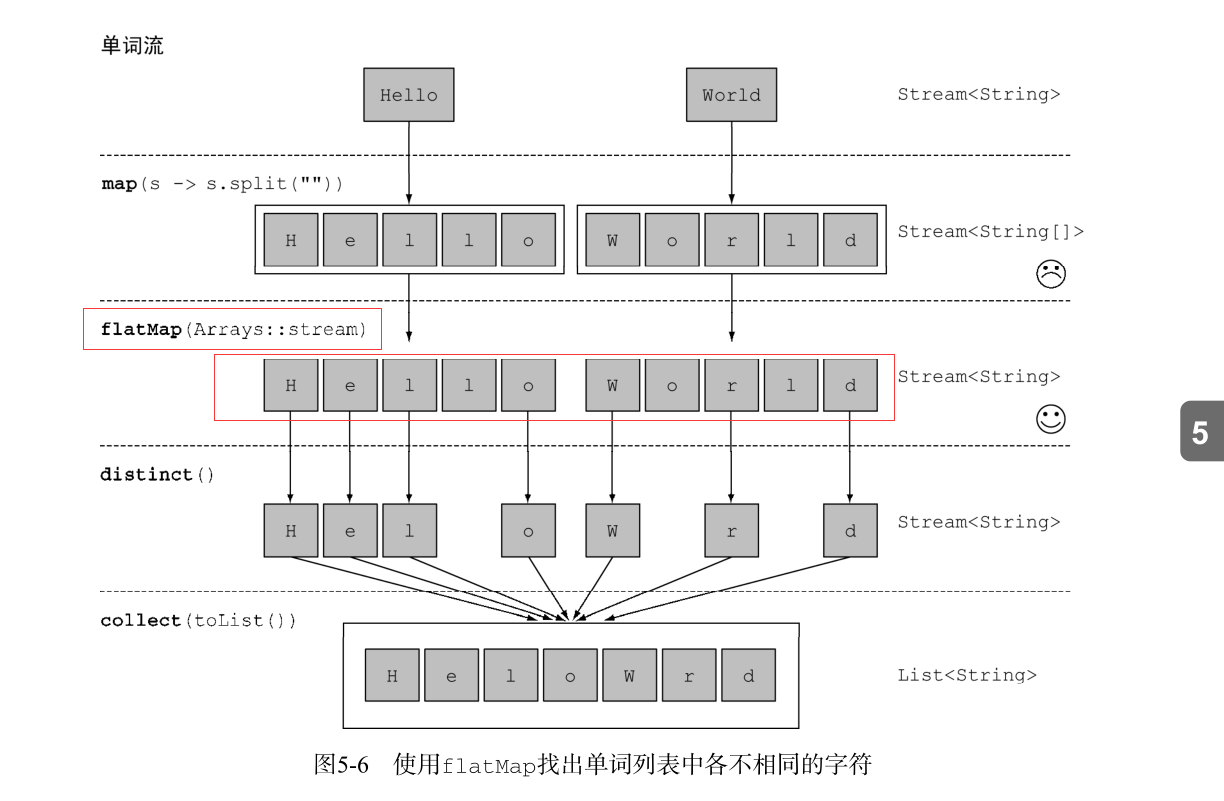 单词流
Hello World Stream<String>
map(s -> s.split(""))
H e l l o W o r l d Stream<String[]>
flatMap(Arrays::stream)
H e l l o W o r l d Stream<String>
5
distinct()
H e l o W r d Stream<String>
collect(toList())
H e l o W r d List<String>
图5-6 使用flatMap找出单词列表中各不相同的字符